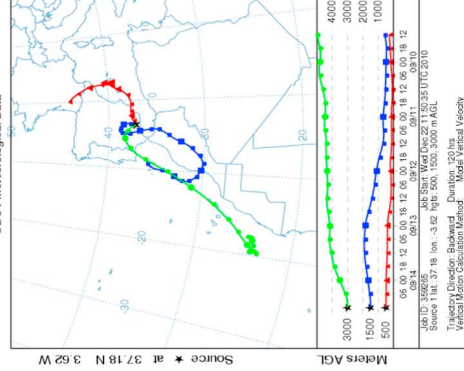 Source ★ at 37.18 N 3.62 W
-30
-20
40
Meters AGL
3000
1500
500
4000
3000
2000
1000
06 00 18 12 06 00 18 12 06 00 18 12 06 00 18 12 06 00 18 12
09/14 09/13 09/12 09/11 09/10
Job ID: 359265 Job Start: Wed Dec 22 11:50:35 UTC 2010
Source 1 lat.: 37.18 lon.: -3.62 hgts: 500, 1500, 3000 m AGL
Trajectory Direction: Backward Duration: 120 hrs
Vertical Motion Calculation Method: Model Vertical Velocity